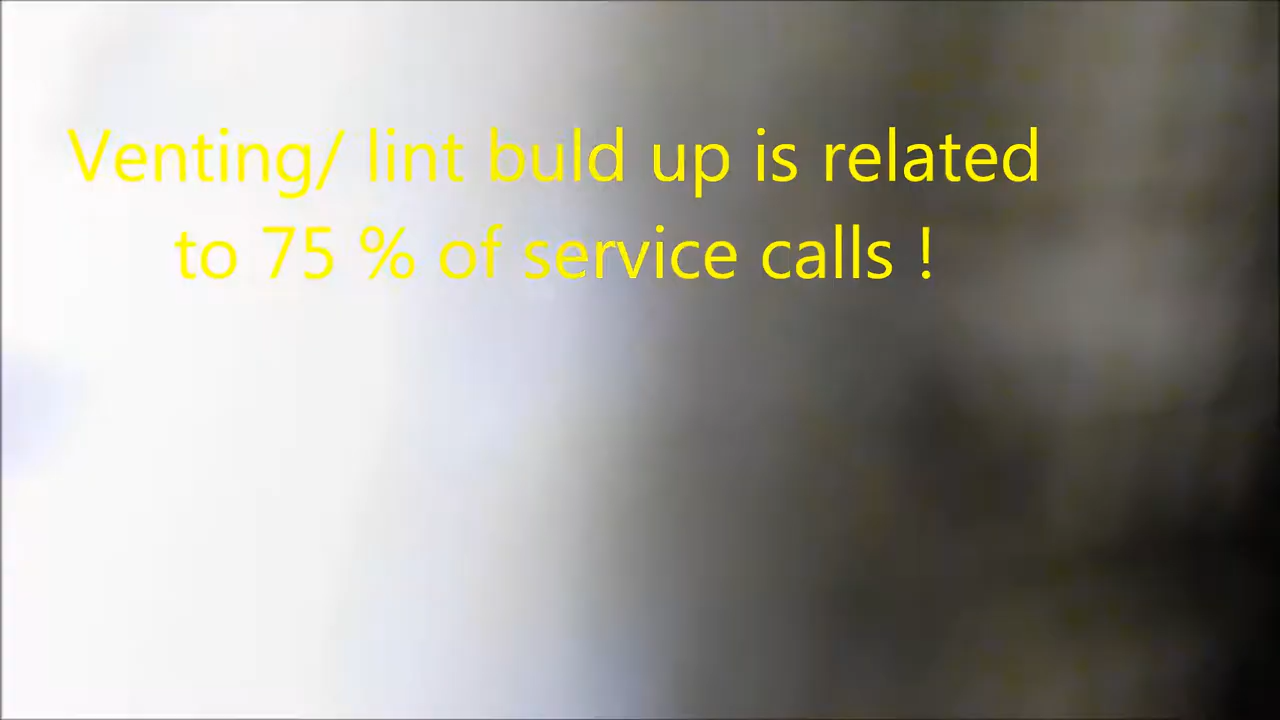 Venting/ lint buld up is related
to 75 % of service calls !